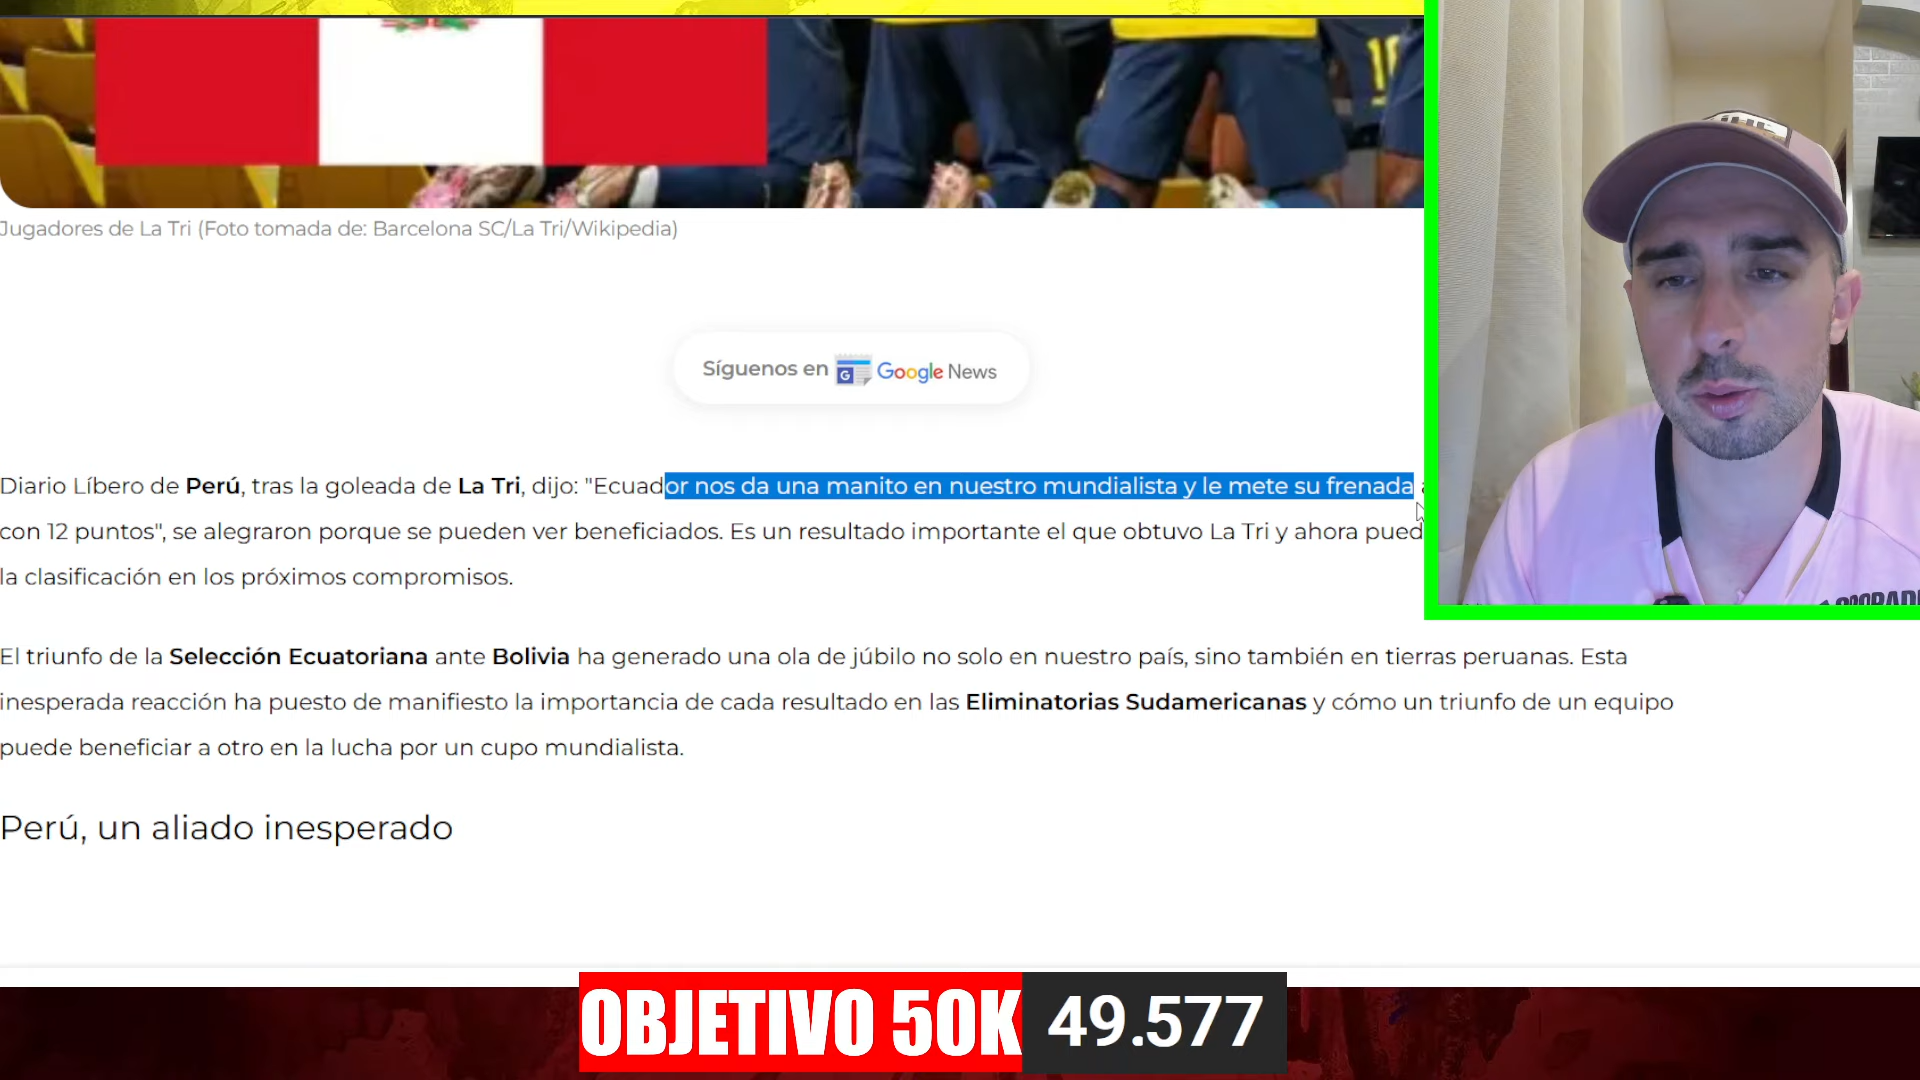 10
Jugadores de La Tri (Foto tomada de: Barcelona SC/La Tri/Wikipedia)
Síguenos en G Google News
Diario Líbero de Perú, tras la goleada de La Tri, dijo: "Ecuador nos da una manito en nuestro mundialista y le mete su frenada
con 12 puntos", se alegraron porque se pueden ver beneficiados. Es un resultado importante el que obtuvo La Tri y ahora
la clasificación en los próximos compromisos.
El triunfo de la Selección Ecuatoriana ante Bolivia ha generado una ola de júbilo no solo en nuestro país, sino también en tierras peruanas. Esta
inesperada reacción ha puesto de manifiesto la importancia de cada resultado en las Eliminatorias Sudamericanas y cómo un triunfo de un equipo
puede beneficiar a otro en la lucha por un cupo mundialista.
Perú, un aliado inesperado
OBJETIVO 50K 49.577